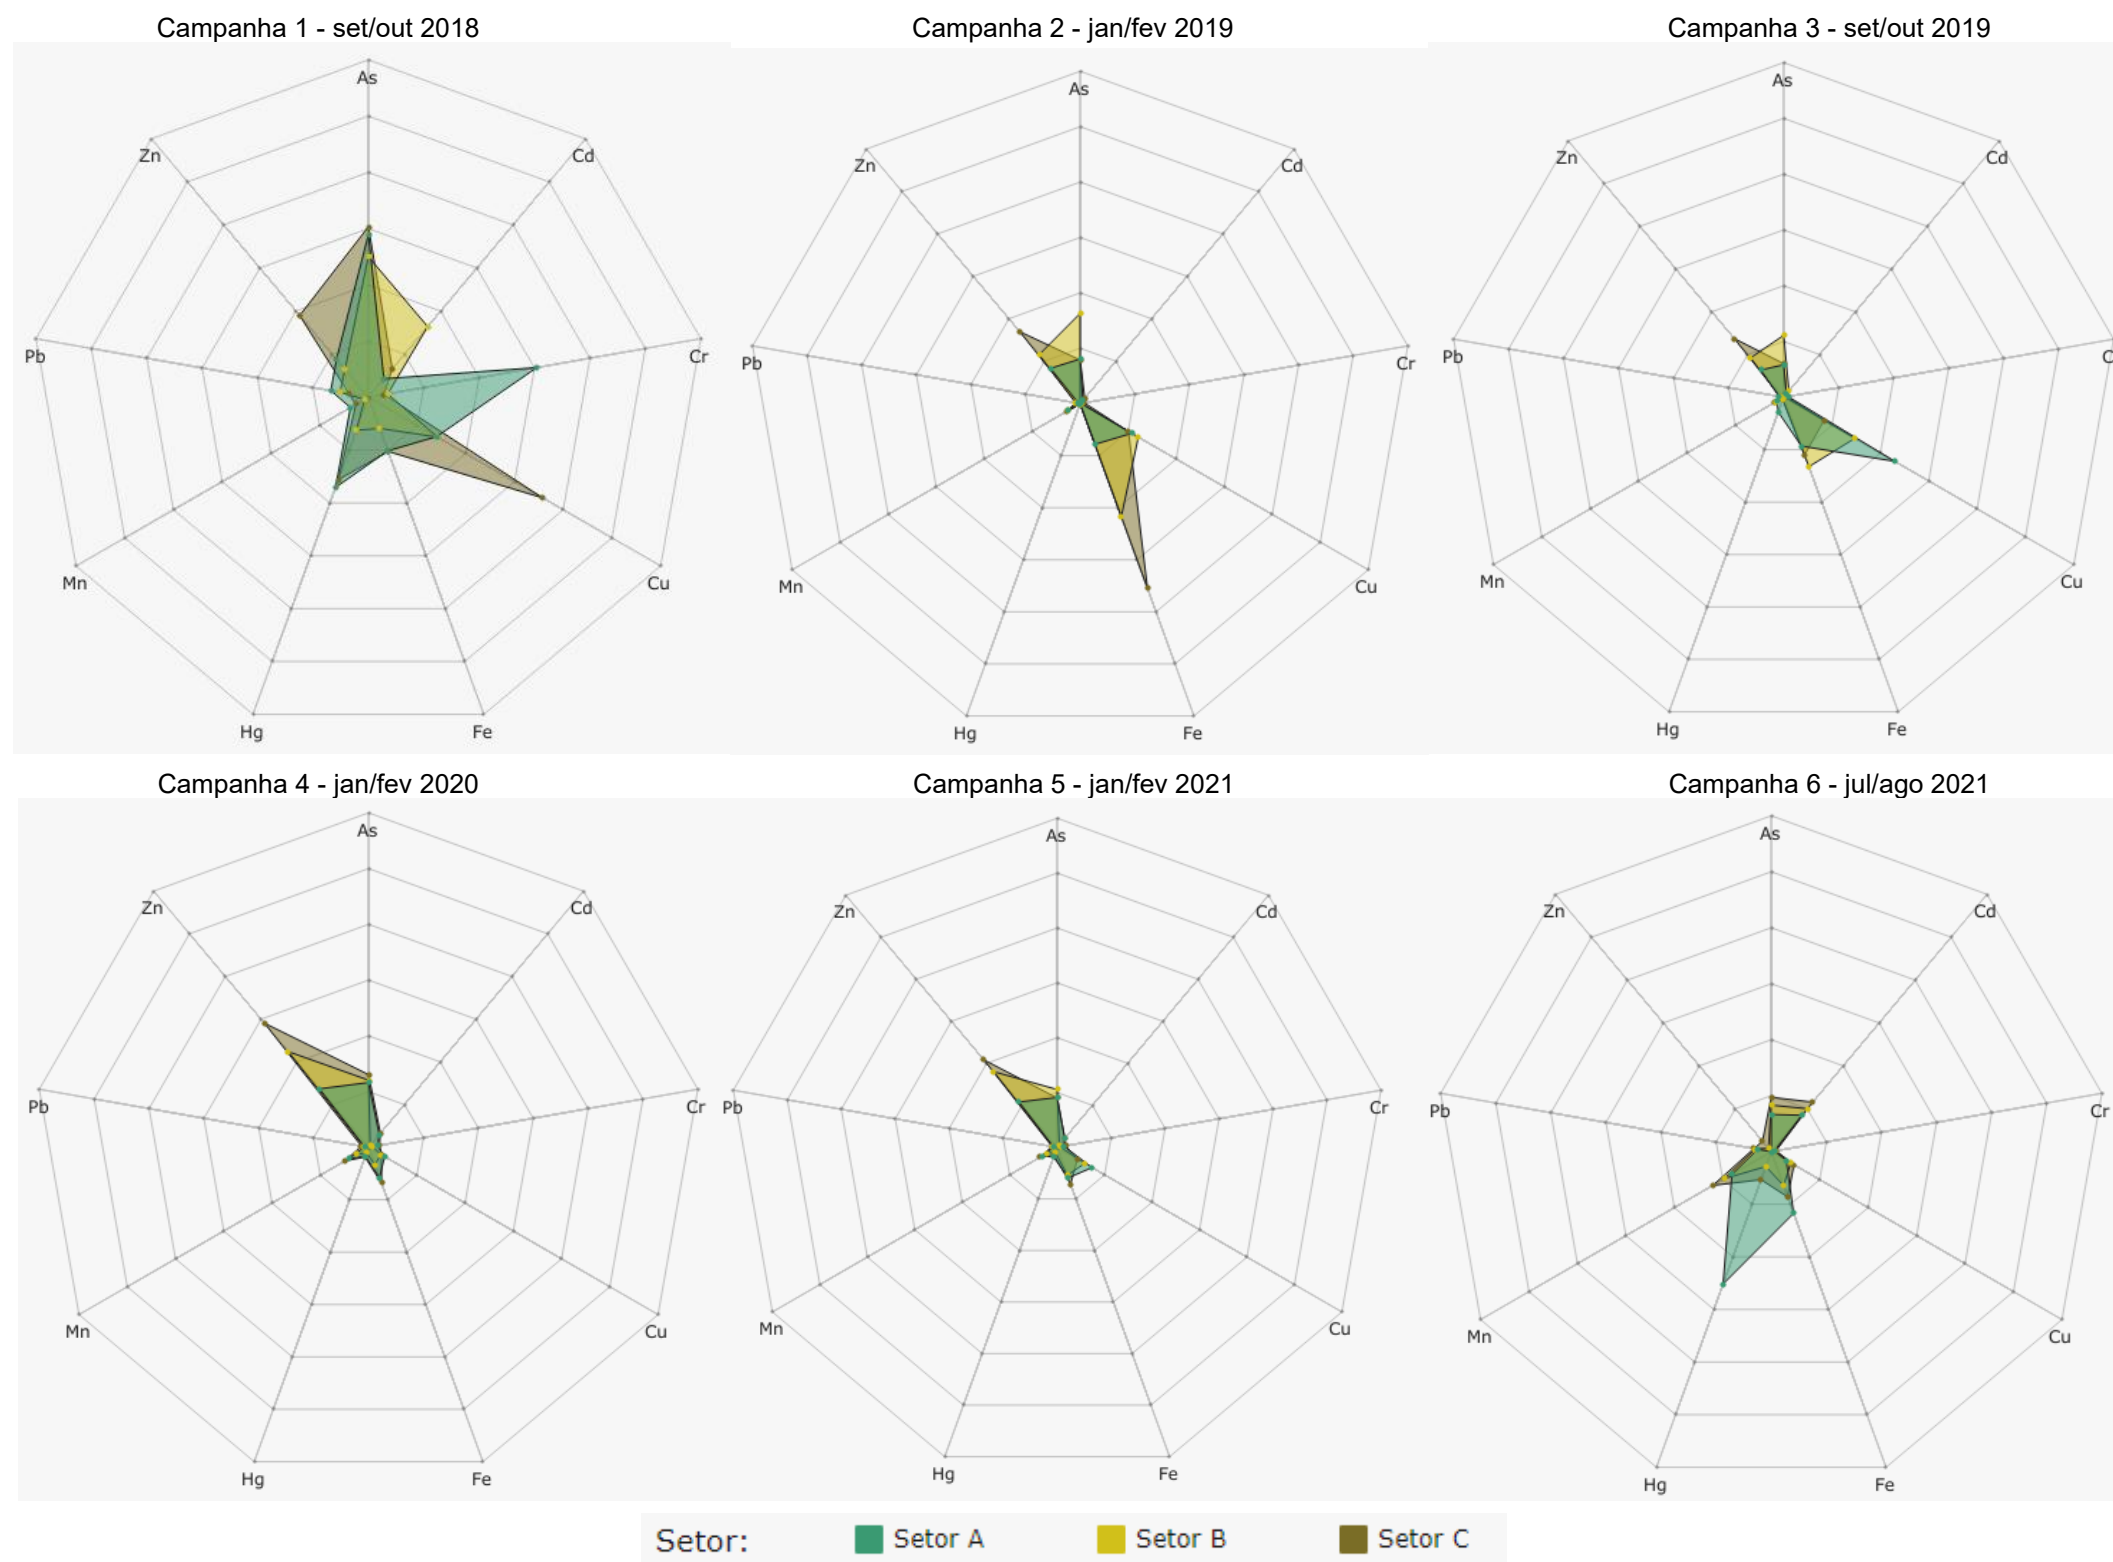 Campanha 1 - set/out 2018
Campanha 2 - jan/fev 2019
Campanha 3 - set/out 2019
As
Zn
Cd
Pb
Cr
Mn
Cu
Hg
Fe
As
Zn
Cd
Pb
Cr
Mn
Cu
Hg
Fe
As
Zn
Cd
Pb
C
Mn
Cu
Hg
Fe
Campanha 4 - jan/fev 2020
Campanha 5 - jan/fev 2021
Campanha 6 - jul/ago 2021
As
Zn
Cd
Pb
Cr
Mn
Cu
Hg
Fe
As
Zn
Cd
Pb
Cr
Mn
Cu
Hg
Fe
As
Zn
Cd
Pb
Cr
Mn
Cu
Hg
Fe
Setor: Setor A Setor B Setor C